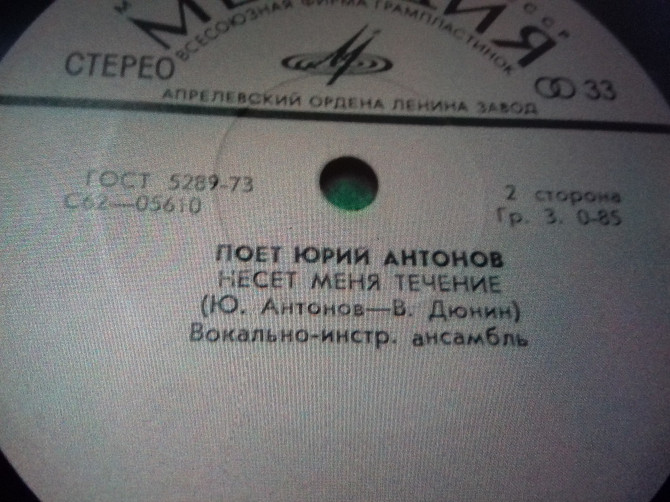 ВСЕСОЮЗНАЯ ФИРМА ГРАМПЛАСТИНОК
СТЕРЕО
33
АПРЕЛЕВСКИЙ ОРДЕНА ЛЕНИНА ЗАВОД
ГОСТ 5289-73
С62—05610
2 сторона
Гр. 3. 0-85
ПОЕТ ЮРИЙ АНТОНОВ
НЕСЕТ МЕНЯ ТЕЧЕНИЕ
(Ю. Антонов—В. Дюнин)
Вокально-инстр. ансамбль